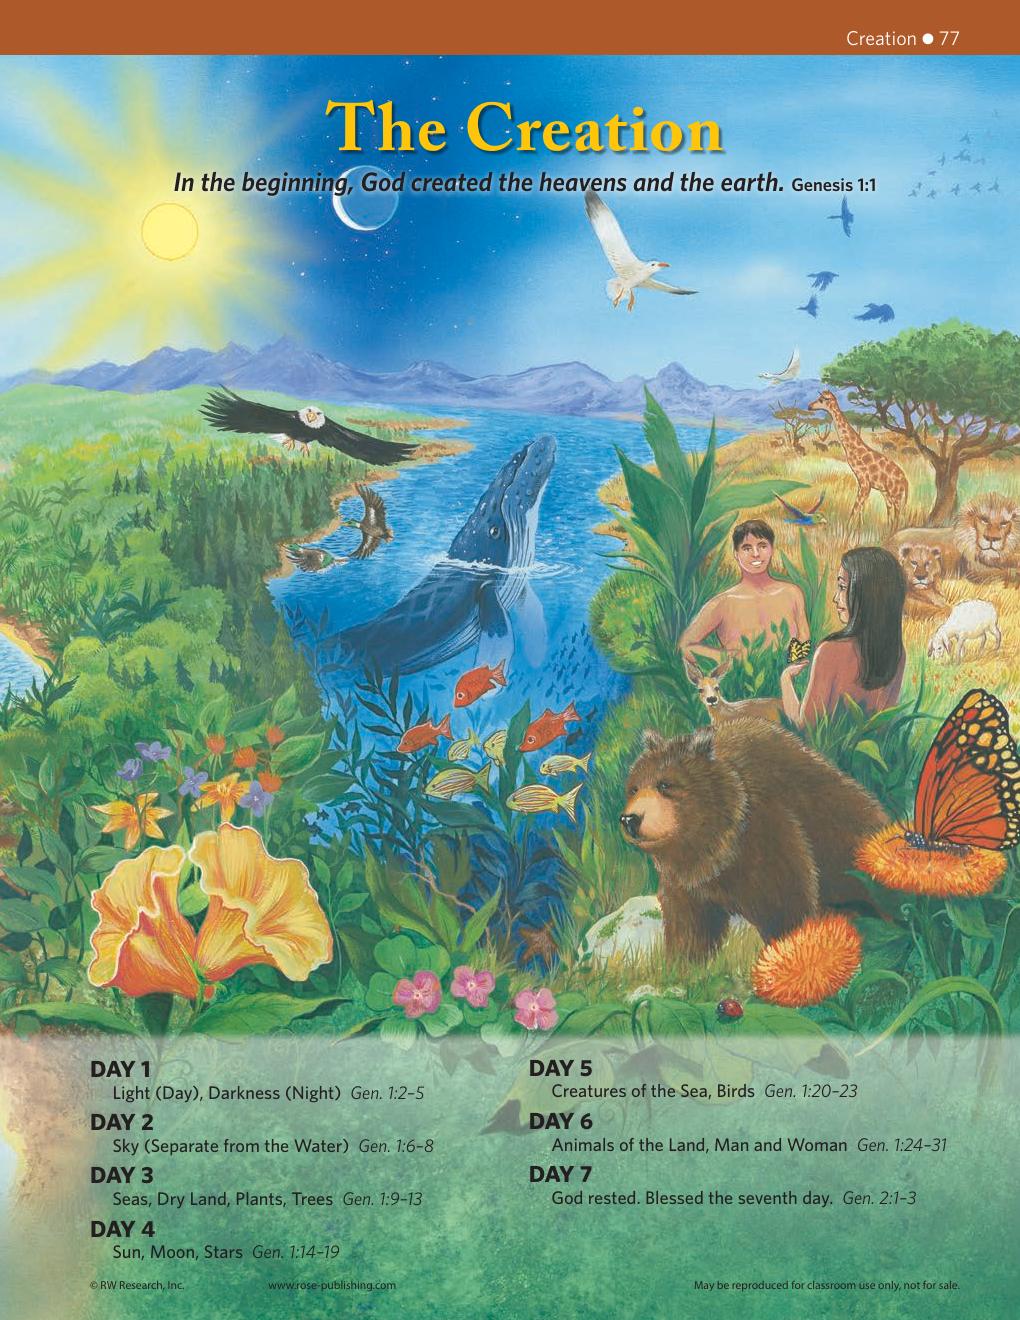 Creation ● 77
The Creation
In the beginning, God created the heavens and the earth. Genesis 1:1
DAY 1
Light (Day), Darkness (Night) Gen. 1:2–5
DAY 2
Sky (Separate from the Water) Gen. 1:6–8
DAY 3
Seas, Dry Land, Plants, Trees Gen. 1:9–13
DAY 4
Sun, Moon, Stars Gen. 1:14–19
DAY 5
Creatures of the Sea, Birds Gen. 1:20–23
DAY 6
Animals of the Land, Man and Woman Gen. 1:24–31
DAY 7
God rested. Blessed the seventh day. Gen. 2:1–3
© RW Research, Inc. www.rose-publishing.com May be reproduced for classroom use only, not for sale.